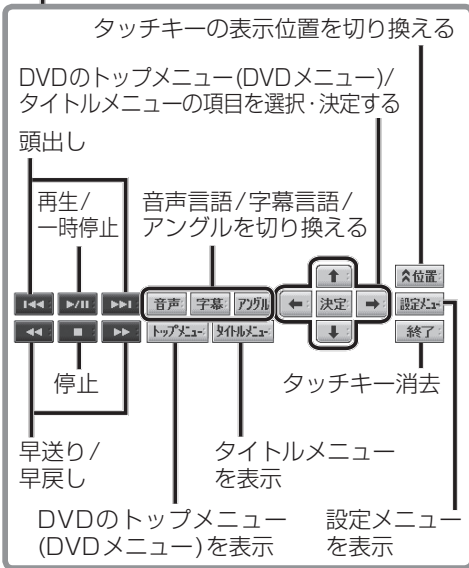 タッチキーの表示位置を切り換える
DVDのトップメニュー(DVDメニュー)/
タイトルメニューの項目を選択・決定する
頭出し
再生/
一時停止
音声言語/字幕言語/
アングルを切り換える
音声 字幕 アングル ← 決定 → ↑ 位置
トップメニュー タイトルメニュー ↓ 設定メニュー
終了
停止
タッチキー消去
早送り/
早戻し
タイトルメニュー
を表示
DVDのトップメニュー
(DVDメニュー)を表示
設定メニュー
を表示